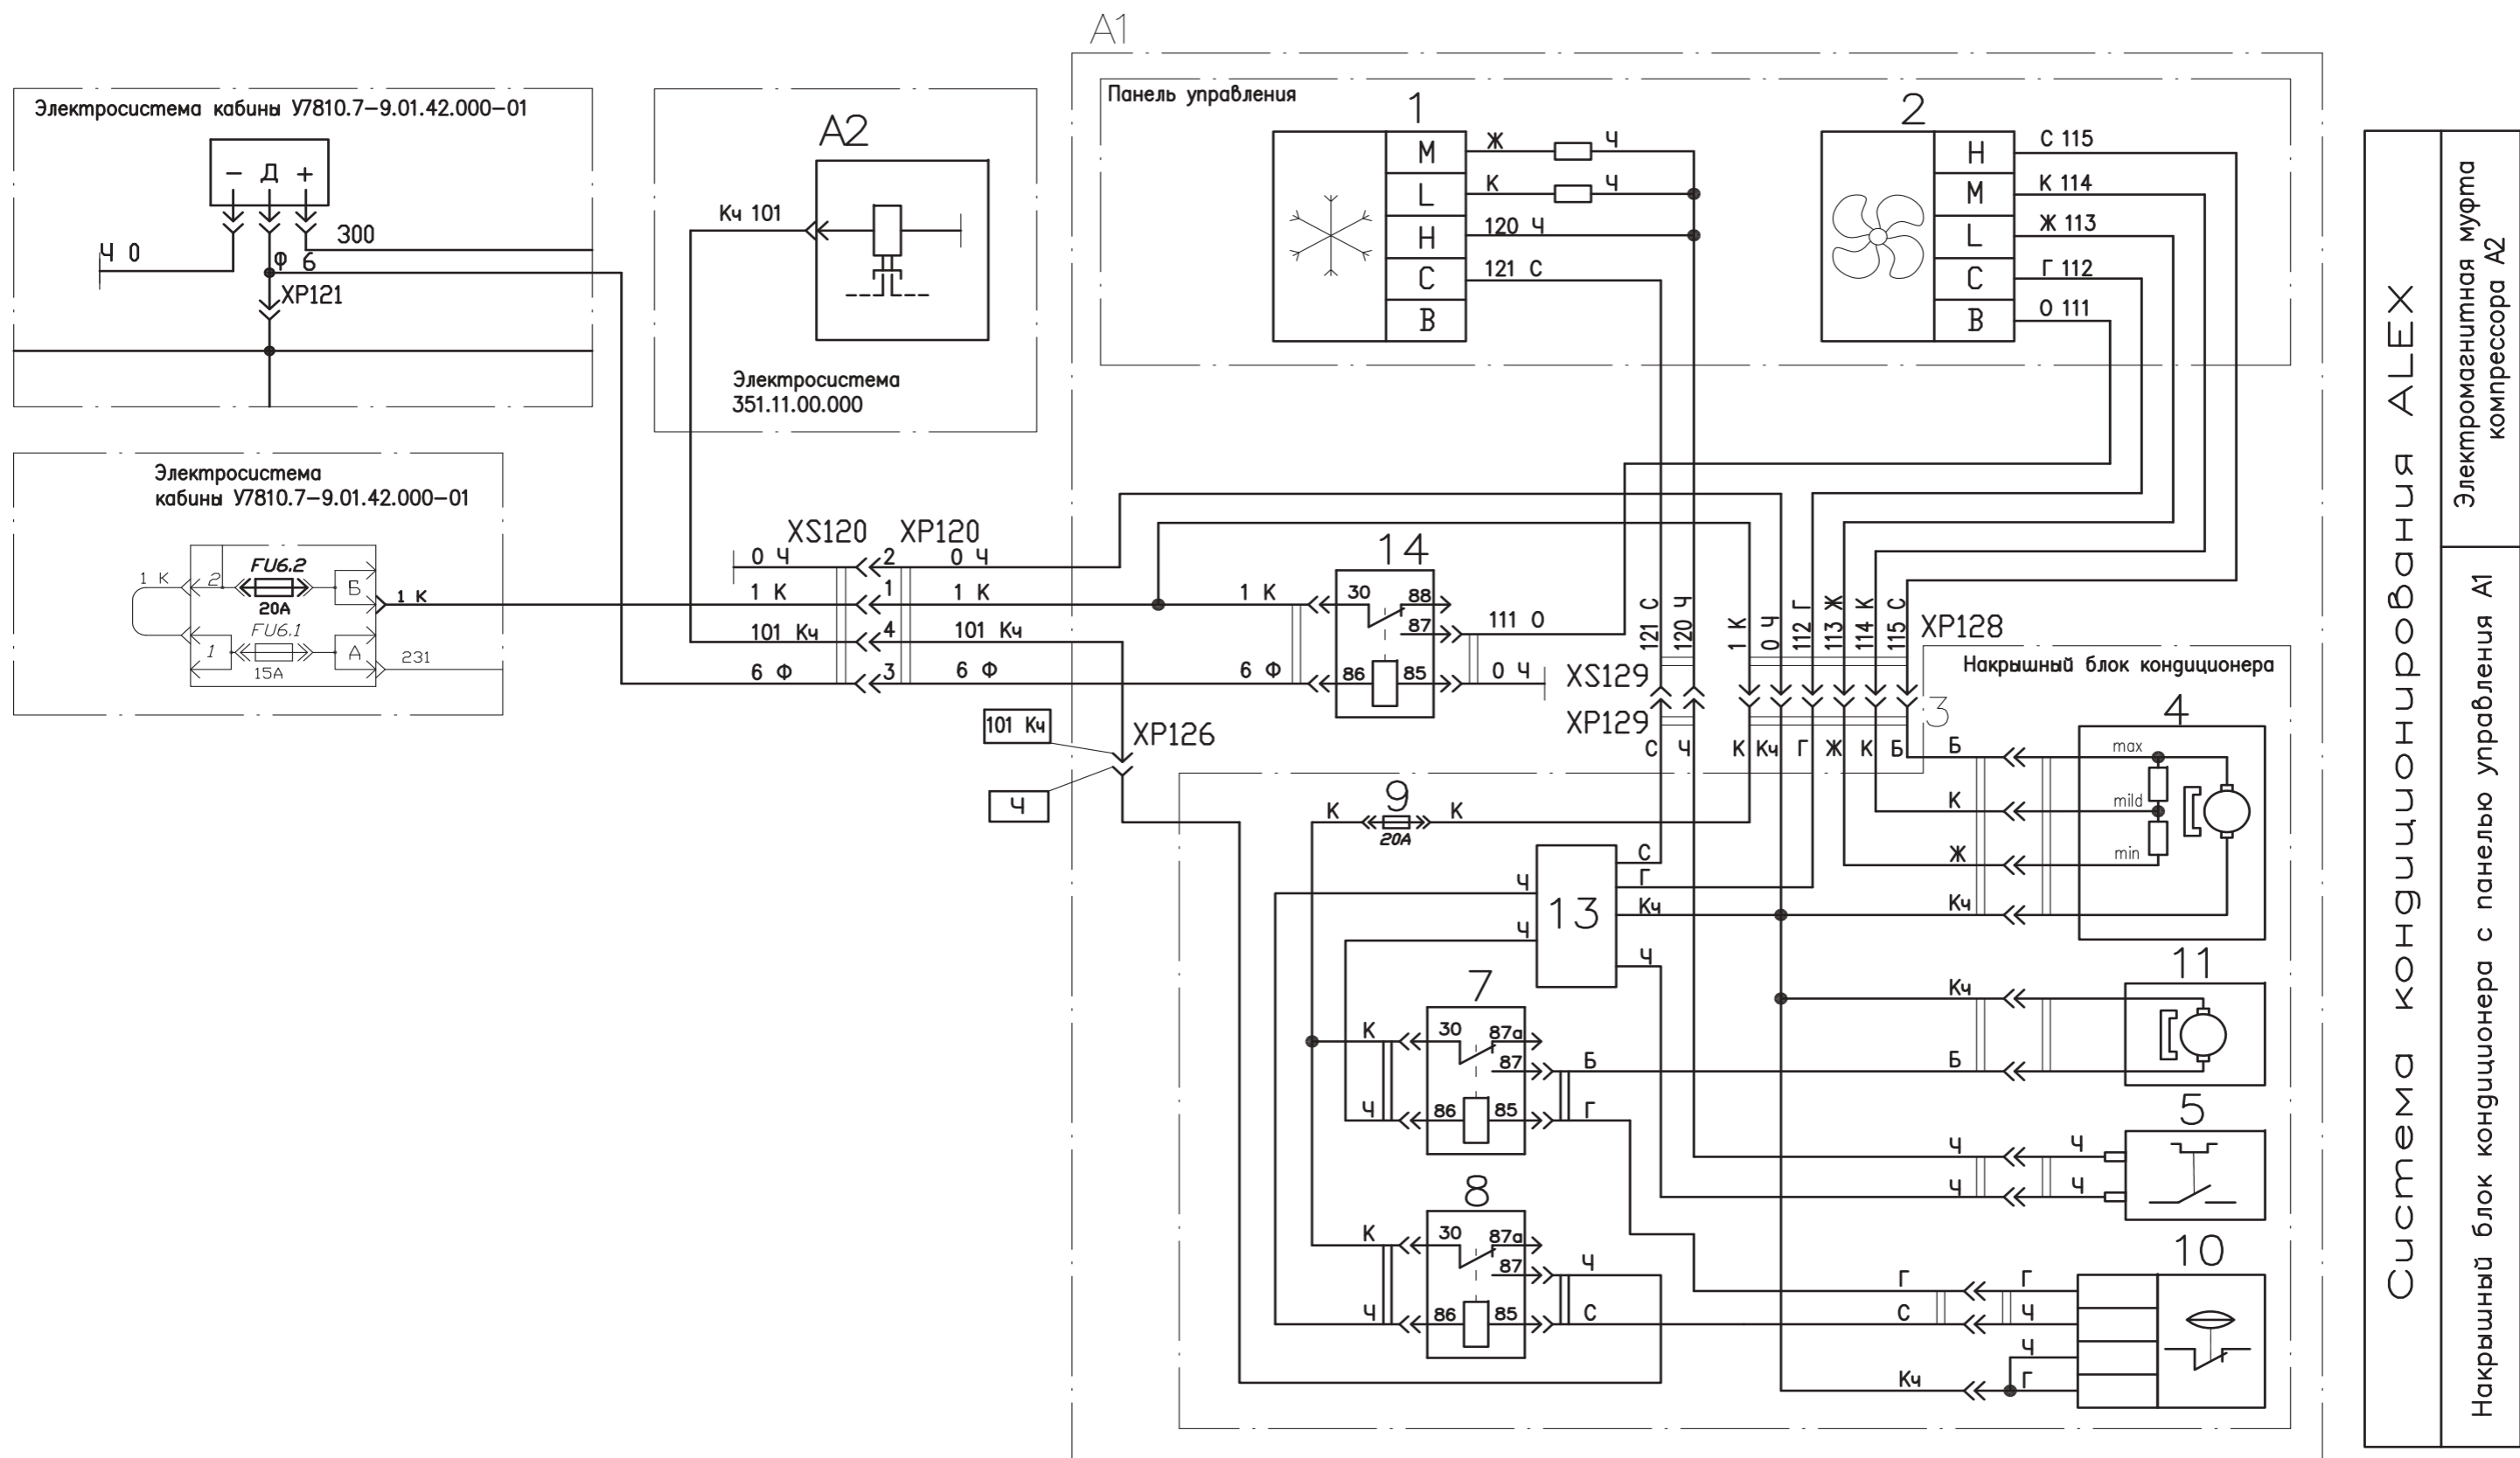 A1
Электросистема кабины У7810.7-9.01.42.000-01
- Д +
Ч 0
300
Ф 6
XP121
A2
Кч 101
Электросистема
351.11.00.000
Панель управления
1
M
L
H
C
B
Ж Ч
К Ч
120 Ч
121 С
2
H
M
L
C
B
С 115
К 114
Ж 113
Г 112
О 111
Электросистема
кабины У7810.7-9.01.42.000-01
1 К
2
FU6.2
20A
Б
1 К
FU6.1
1
15A
А
231
XS120 XP120
0 Ч 2 0 Ч
1 К 1 1 К 1 К
101 Кч 4 101 Кч
6 Ф 3 6 Ф 6 Ф
14
30 88
87
86 85
111 О
0 Ч
XS129
XP129
121 С
120 Ч
1 К
0 Ч
112 Г
113 Ж
114 К
115 С
XP128
Накрышный блок кондиционера
3
С Ч К Кч Г Ж К Б
101 Кч
XP126
Ч
Б
К
Ж
Кч
4
max
mild
min
К 9 К
20A
13
С
Г
Кч
Ч
Ч
Ч
7
К 30 87а
87 Б
Ч 86 85 Г
8
К 30 87а
87 Ч
Ч 86 85 С
11
Кч
Б
5
Ч Ч
Ч Ч
10
Г Г
С Ч
Ч
Кч Г
Система кондиционирования ALEX
Электромагнитная муфта
компрессора А2
Накрышный блок кондиционера с панелью управления А1